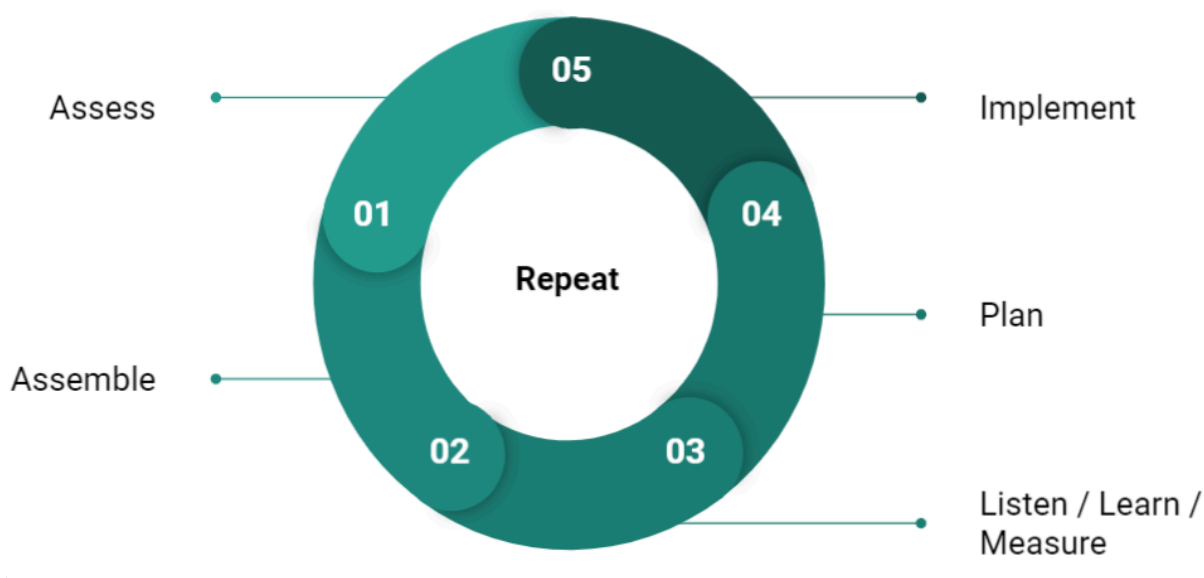 05
Assess
Implement
01
04
Repeat
Plan
Assemble
02
03
Listen / Learn /
Measure